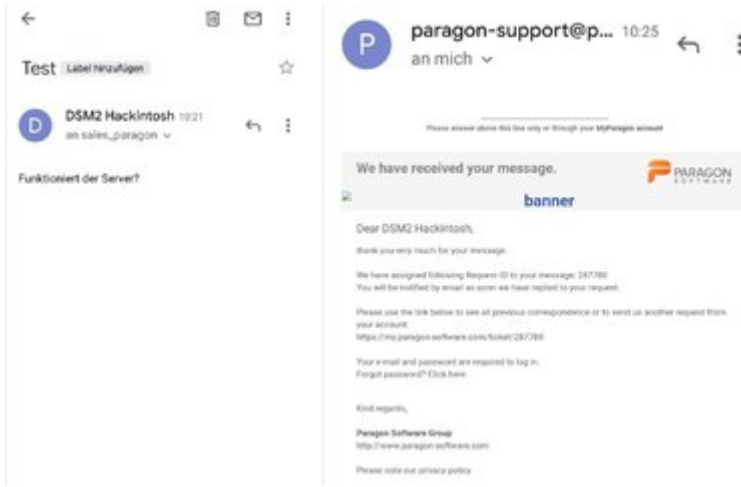 Test Label hinzufügen
DSM2 Hackintosh 10:21
an sales_paragon
Funktioniert der Server?
P
paragon-support@p... 10:25
an mich
D
Please answer above this line only or through your MyParagon account
We have received your message.
PARAGON
SOFTWARE
banner
Dear DSM2 Hackintosh,
thank you very much for your message.
We have assigned following Request ID to your message: 287780
You will be notified by email as soon we have replied to your request.
Please use the link below to see all previous correspondence or to send us another request from
your account:
https://my.paragon-software.com/ticket/287780
Your e-mail and password are required to log in.
Forgot password? Click here
Kind regards,
Paragon Software Group
http://www.paragon-software.com
Please note our privacy policy